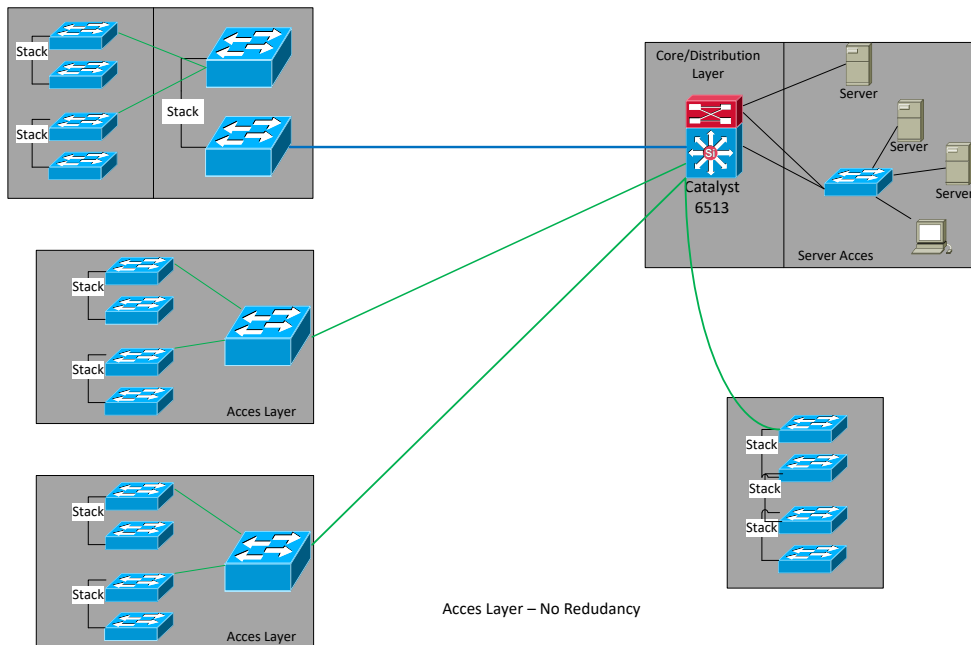 Stack
Stack
Stack
Core/Distribution
Layer
Si
Catalyst
6513
Server
Server
Server
Server Acces
Stack
Stack
Acces Layer
Stack
Stack
Stack
Stack
Stack
Acces Layer
Acces Layer – No Redudancy